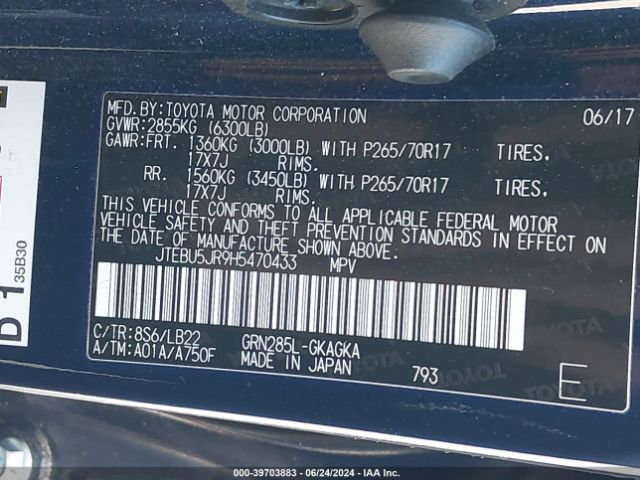 MFD. BY: TOYOTA MOTOR CORPORATION 06/17
GVWR: 2855KG (6300LB)
GAWR: FRT. 1360KG (3000LB) WITH P265/70R17 TIRES.
17X7J RIMS.
RR. 1560KG (3450LB) WITH P265/70R17 TIRES.
17X7J RIMS.
THIS VEHICLE CONFORMS TO ALL APPLICABLE FEDERAL MOTOR
VEHICLE SAFETY AND THEFT PREVENTION STANDARDS IN EFFECT ON
THE DATE OF MANUFACTURE SHOWN ABOVE.
JTEBU5JR9H5470433 MPV
C/TR: 8S6/LB22 GRN285L-GKAGKA
A/TM: A01A/A750F MADE IN JAPAN 793 E
35B30
000-39703883 - 06/24/2024 - IAA Inc.